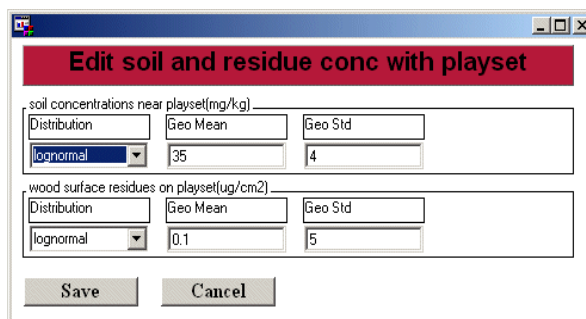 Edit soil and residue conc with playset
soil concentrations near playset(mg/kg)
Distribution Geo Mean Geo Std
lognormal 35 4
wood surface residues on playset(ug/cm2)
Distribution Geo Mean Geo Std
lognormal 0.1 5
Save Cancel